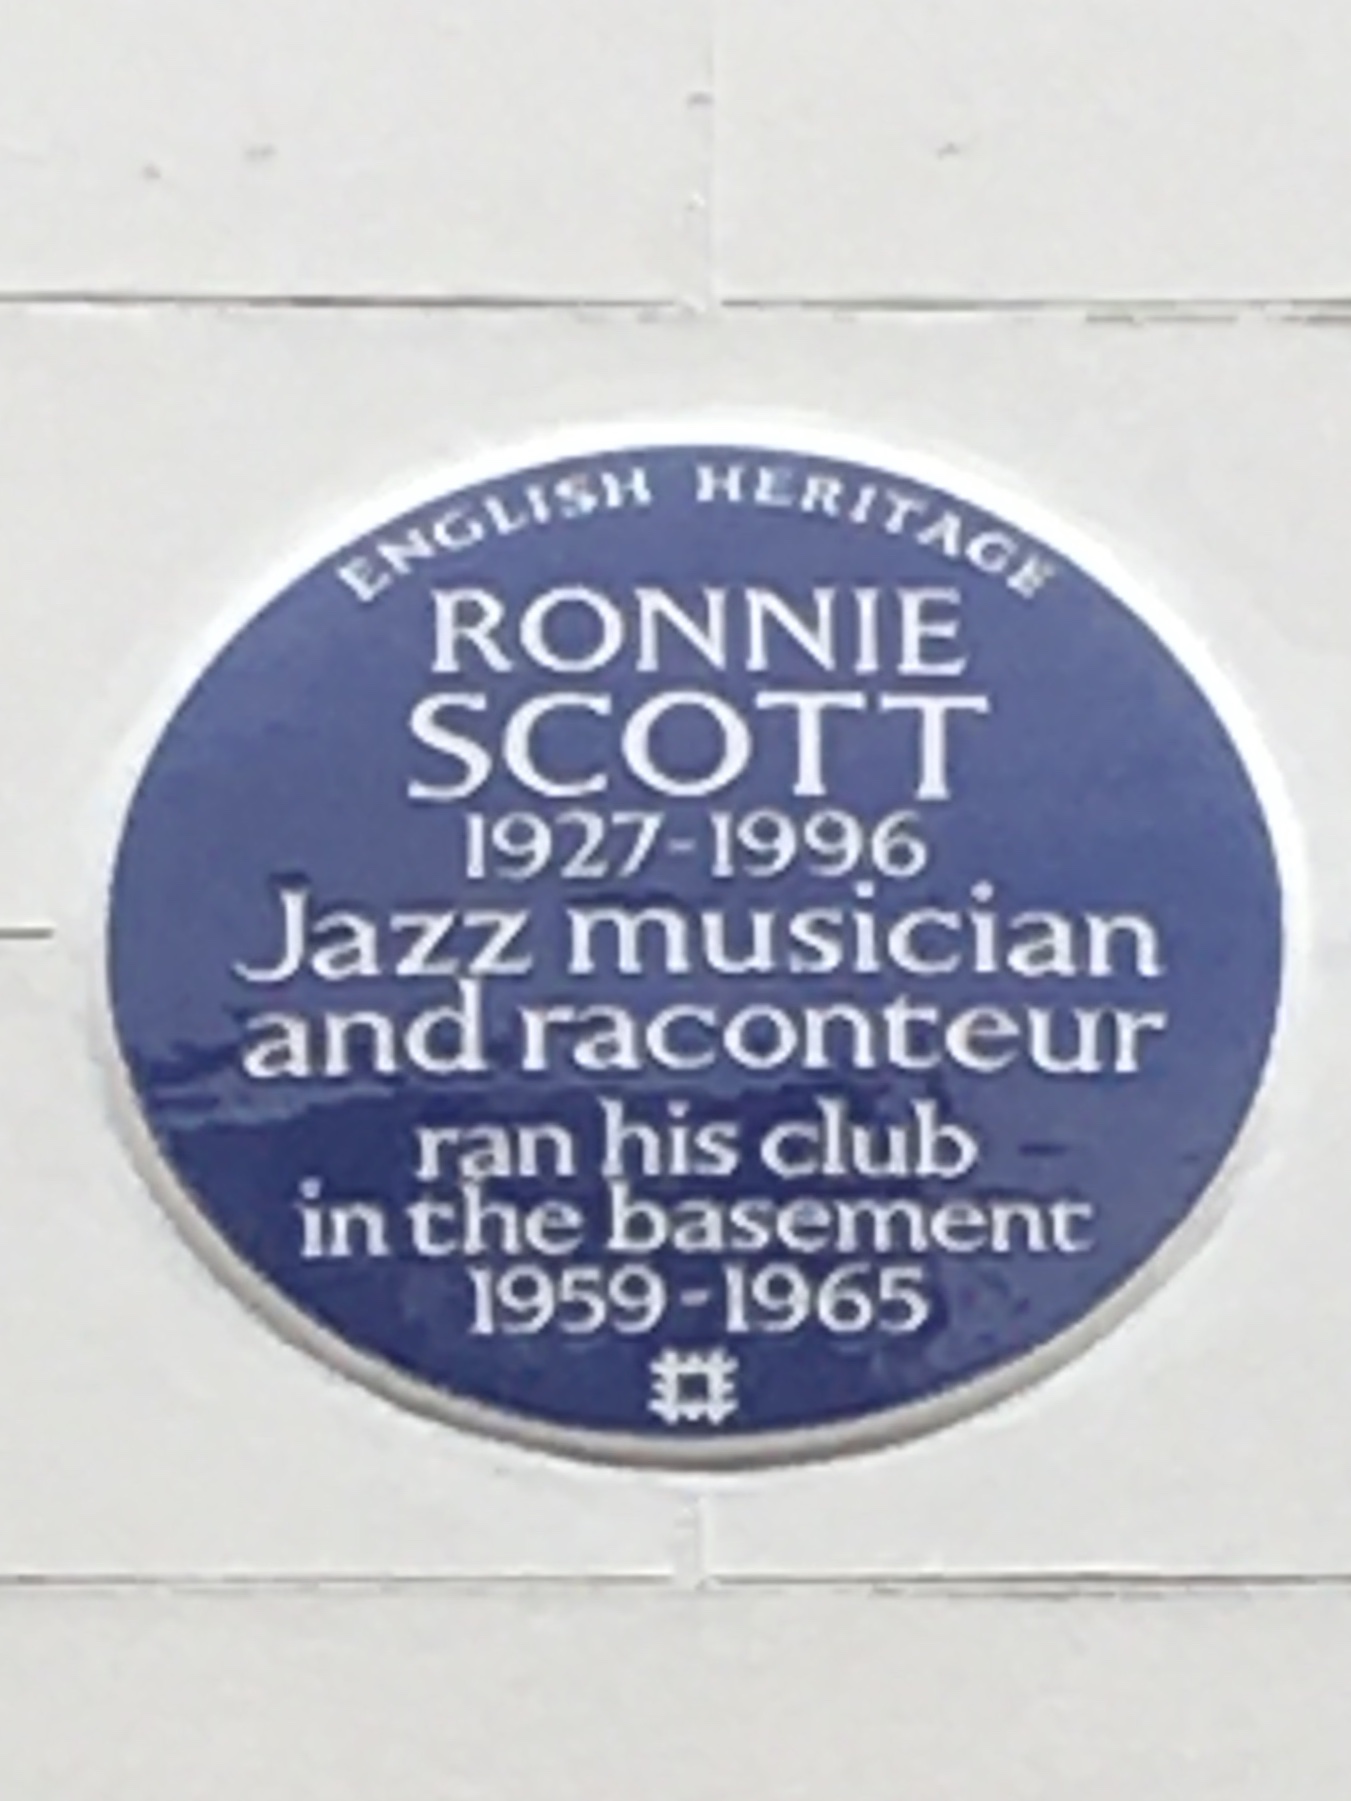 ENGLISH HERITAGE
RONNIE
SCOTT
1927-1996
Jazz musician
and raconteur
ran his club
in the basement
1959-1965